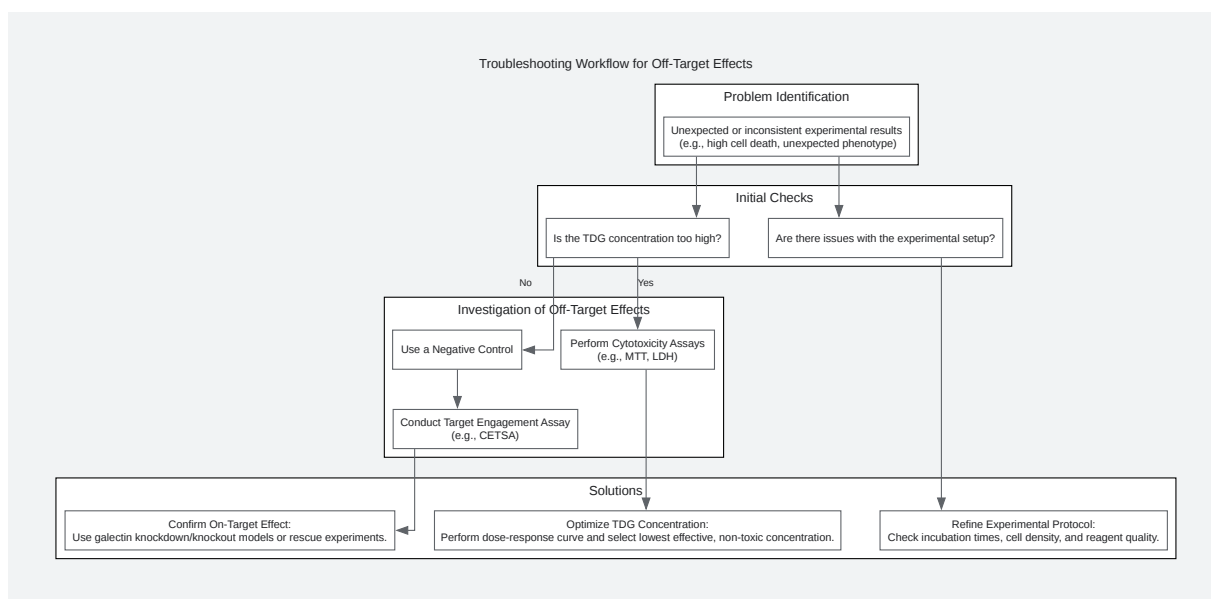 Troubleshooting Workflow for Off-Target Effects
Problem Identification
Unexpected or inconsistent experimental results
(e.g., high cell death, unexpected phenotype)
Initial Checks
Is the TDG concentration too high?
Are there issues with the experimental setup?
No
Yes
Investigation of Off-Target Effects
Use a Negative Control
Perform Cytotoxicity Assays
(e.g., MTT, LDH)
Conduct Target Engagement Assay
(e.g., CETSA)
Solutions
Confirm On-Target Effect:
Use galectin knockdown/knockout models or rescue experiments.
Optimize TDG Concentration:
Perform dose-response curve and select lowest effective, non-toxic concentration.
Refine Experimental Protocol:
Check incubation times, cell density, and reagent quality.